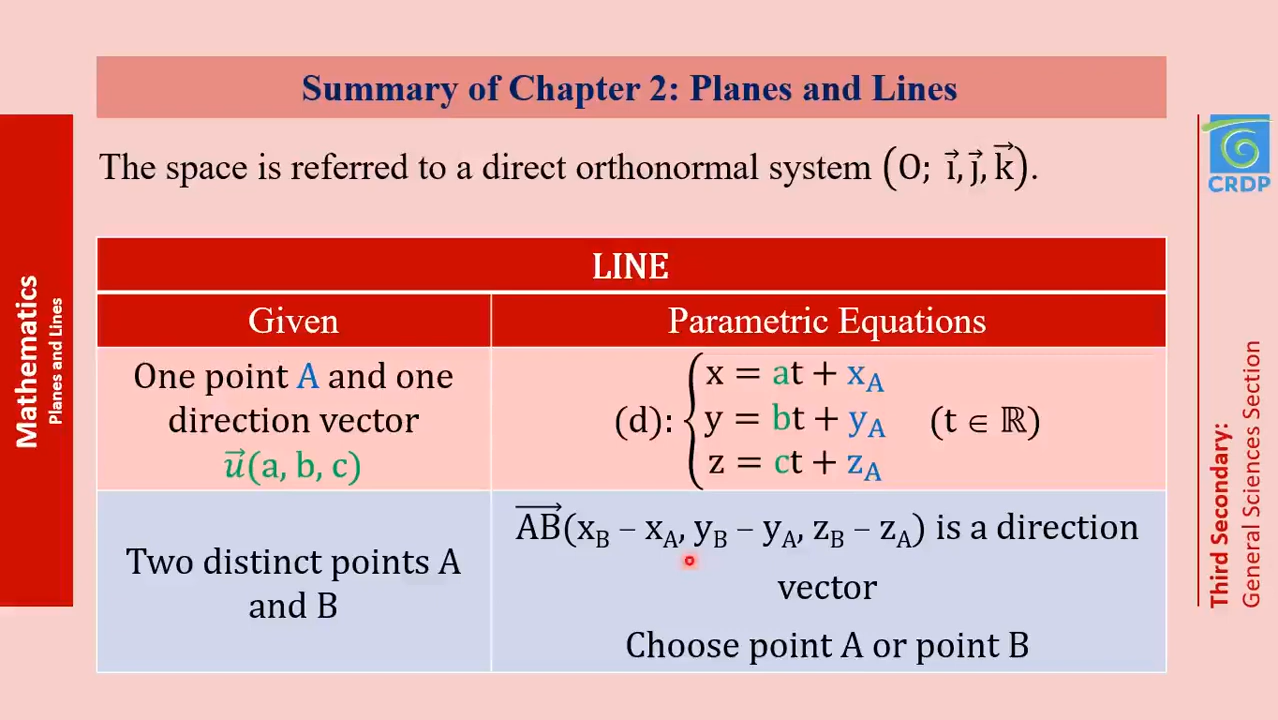 Summary of Chapter 2: Planes and Lines
The space is referred to a direct orthonormal system (O; i⃗, j⃗, k⃗).
CRDP
Mathematics
Planes and Lines
LINE
Given
Parametric Equations
One point A and one
direction vector
u⃗(a, b, c)
x = at + x_A
(d): { y = bt + y_A (t ∈ ℝ)
z = ct + z_A
Two distinct points A
and B
AB⃗(x_B – x_A, y_B – y_A, z_B – z_A) is a direction
vector
Choose point A or point B
Third Secondary:
General Sciences Section